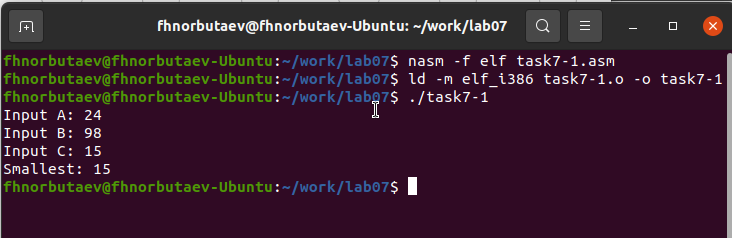 fhnorbutaev@fhnorbutaev-Ubuntu: ~/work/lab07
fhnorbutaev@fhnorbutaev-Ubuntu:~/work/lab07$ nasm -f elf task7-1.asm
fhnorbutaev@fhnorbutaev-Ubuntu:~/work/lab07$ ld -m elf_i386 task7-1.o -o task7-1
fhnorbutaev@fhnorbutaev-Ubuntu:~/work/lab07$ ./task7-1
Input A: 24
Input B: 98
Input C: 15
Smallest: 15
fhnorbutaev@fhnorbutaev-Ubuntu:~/work/lab07$